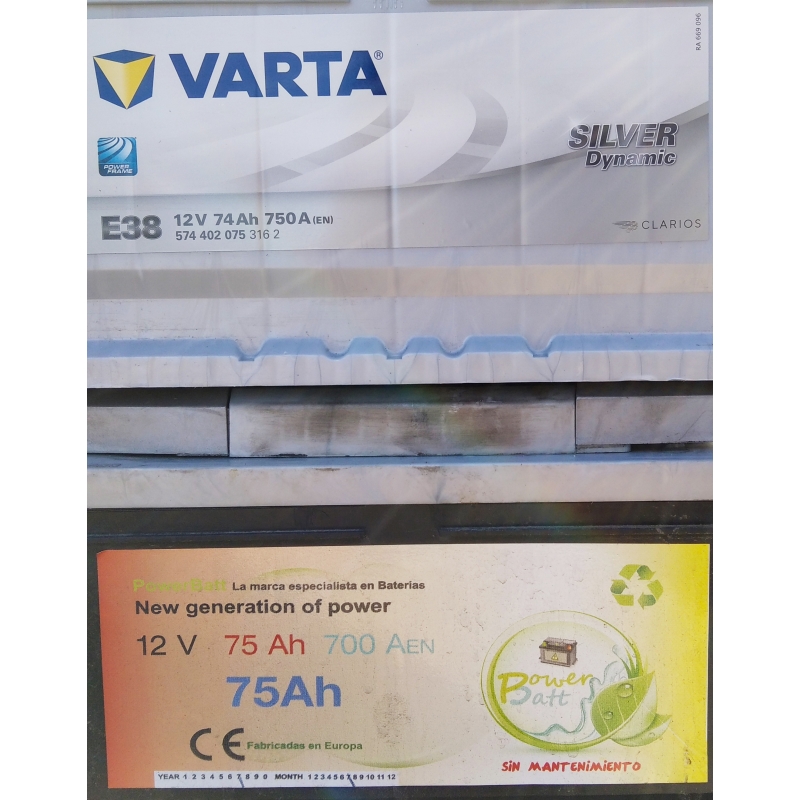 RA 669 096
VARTA®
POWER
FRAME
SILVER
Dynamic
E38 12V 74Ah 750A (EN)
574 402 075 316 2
CLARIOS
PowerBatt La marca especialista en Baterias
New generation of power
12 V 75 Ah 700 AEN
75Ah
Power
Batt
CE Fabricadas en Europa
SIN MANTENIMIENTO
YEAR 1 2 3 4 5 6 7 8 9 0 MONTH 1 2 3 4 5 6 7 8 9 10 11 12